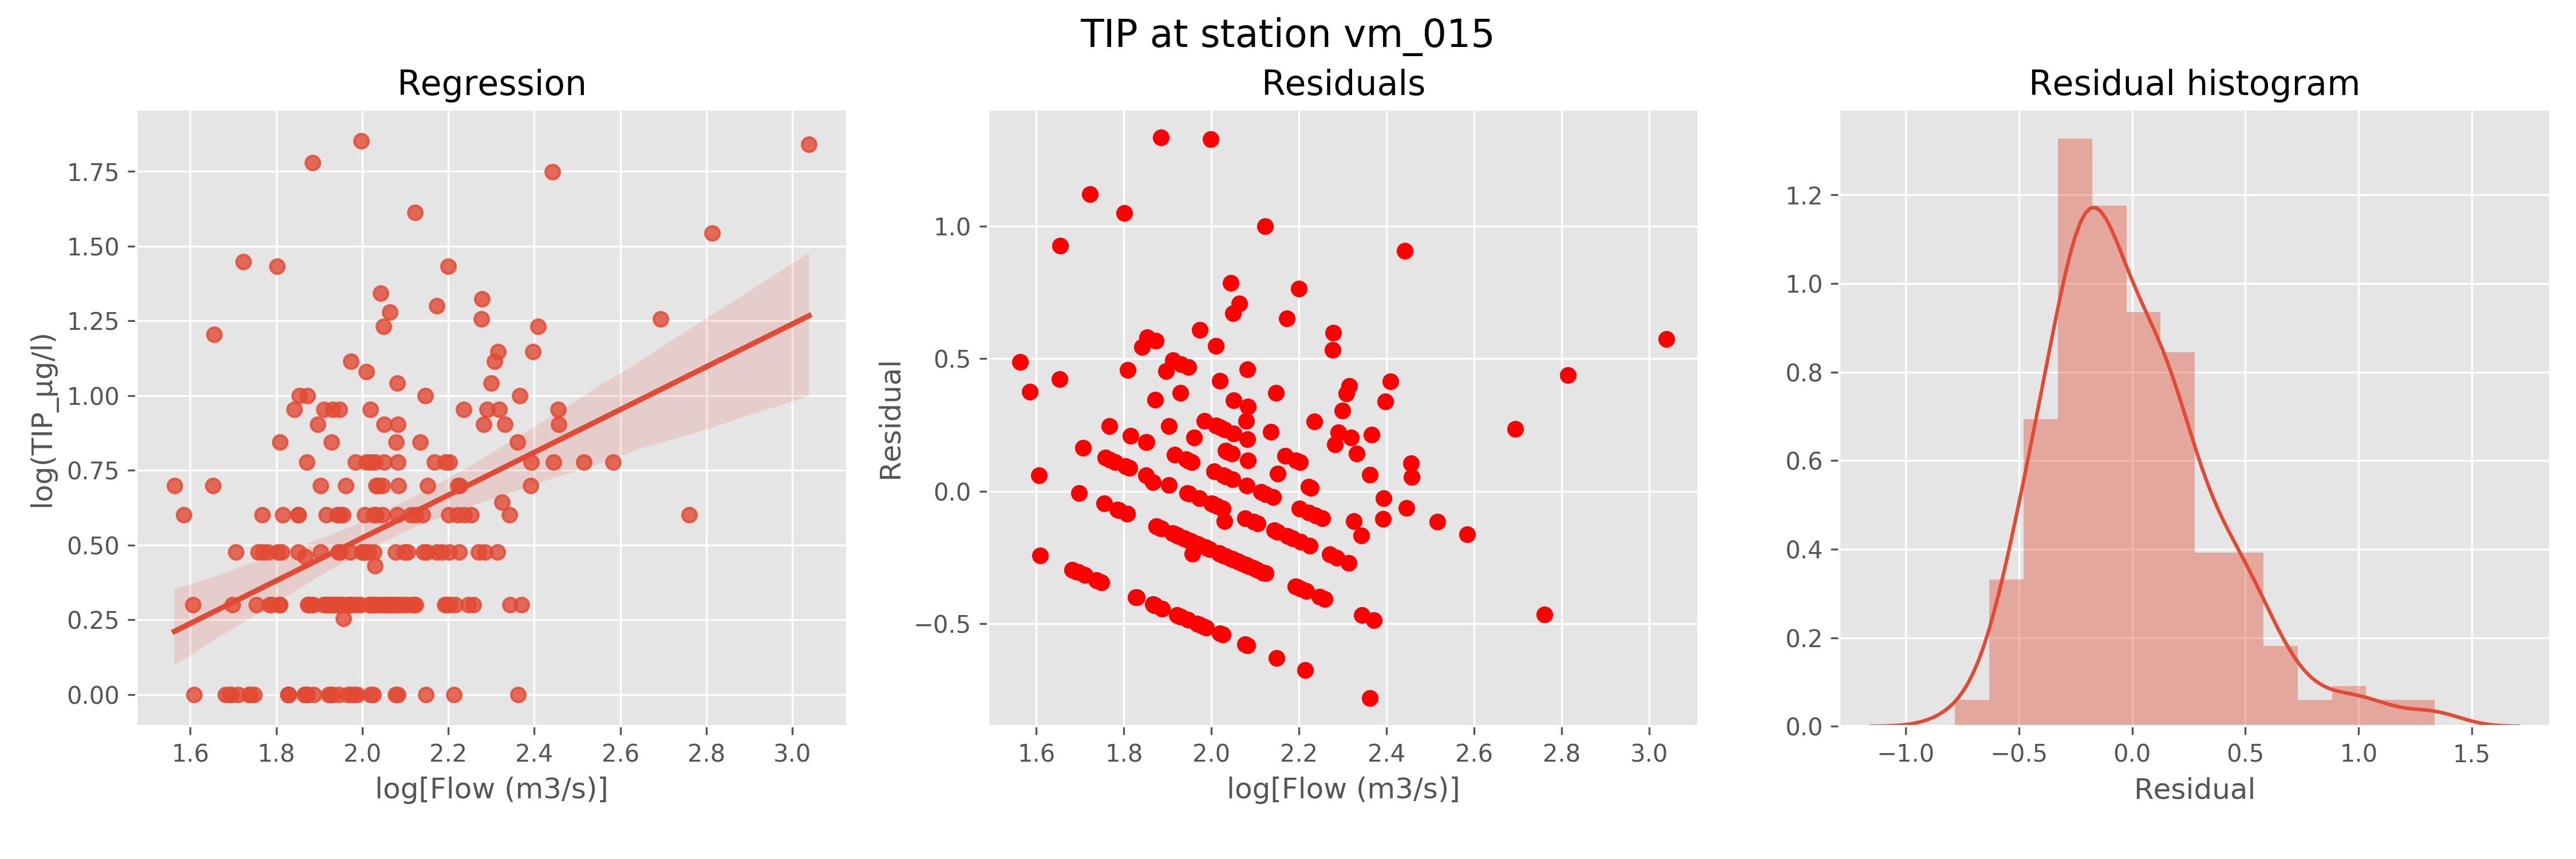 TIP at station vm_015
Regression
Residuals
Residual histogram
log(TIP_µg/l)
1.75
1.50
1.25
1.00
0.75
0.50
0.25
0.00
1.6 1.8 2.0 2.2 2.4 2.6 2.8 3.0
log[Flow (m3/s)]
Residual
1.0
0.5
0.0
−0.5
1.6 1.8 2.0 2.2 2.4 2.6 2.8 3.0
log[Flow (m3/s)]
1.2
1.0
0.8
0.6
0.4
0.2
0.0
−1.0 −0.5 0.0 0.5 1.0 1.5
Residual